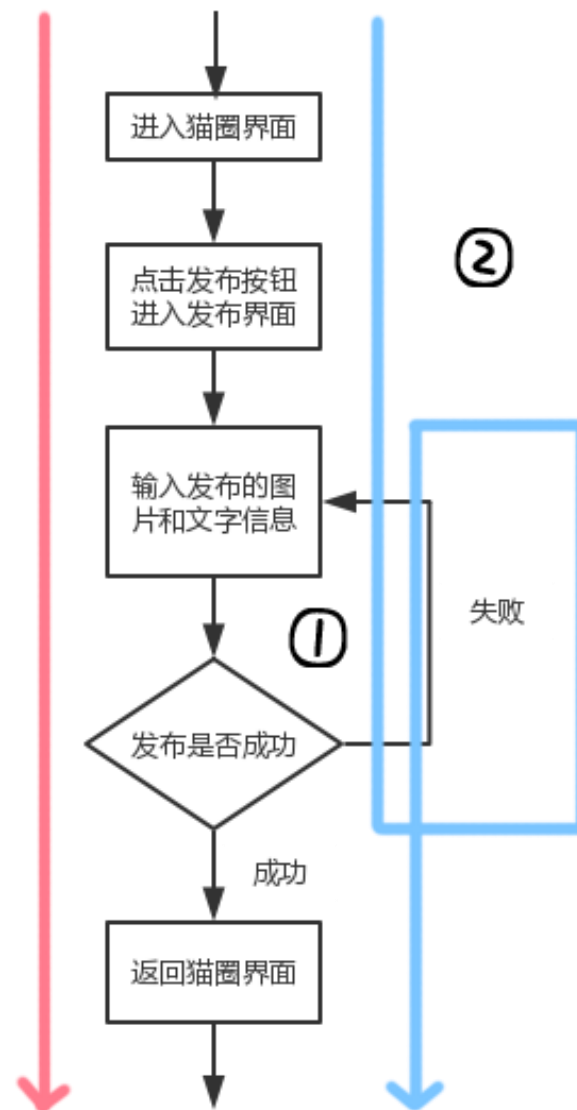 进入猫圈界面
点击发布按钮
进入发布界面
②
输入发布的图
片和文字信息
①
失败
发布是否成功
成功
返回猫圈界面